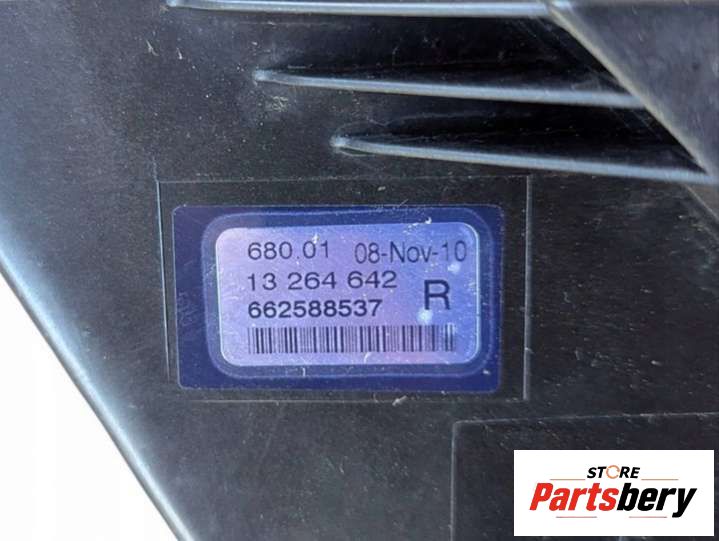 680.01 08-Nov-10
13 264 642
R
662588537
STORE
Partsbery